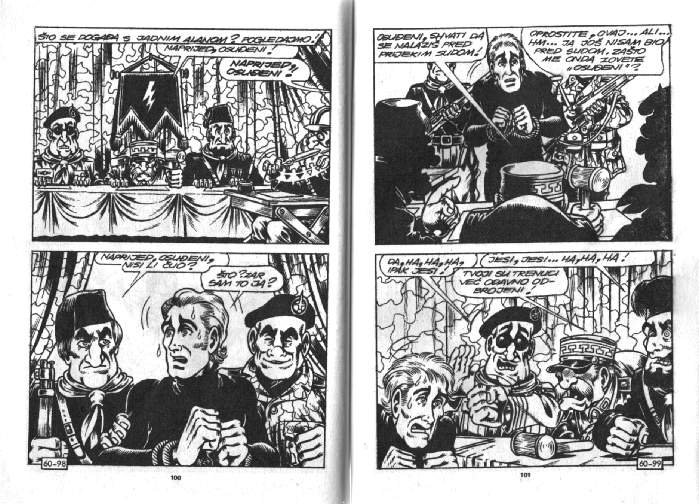 ŠTO SE DOGAĐA S JADNIM ALANOM? POGLEDAJMO!
NAPRIJED, OSUĐENI!
NAPRIJED,
OSUĐENI!
NAPRIJED, OSUĐENI,
NISI LI ČUO?
ŠTO? ZAR
SAM TO JA?
60-98
100
OSUĐENI, SHVATI DA
SE NALAZIŠ PRED
PRIJEKIM SUDOM!
OPROSTITE, OVAJ... ALI...
HM... JA JOŠ NISAM BIO
PRED SUDOM. ZAŠTO
ME ONDA ZOVETE
"OSUĐENI"?
DA, HA, HA, HA,
IPAK JESI!
JESI, JESI... HA, HA, HA!
TVOJI SU TRENUCI
VEĆ ODAVNO OD-
BROJENI!
60-99
101